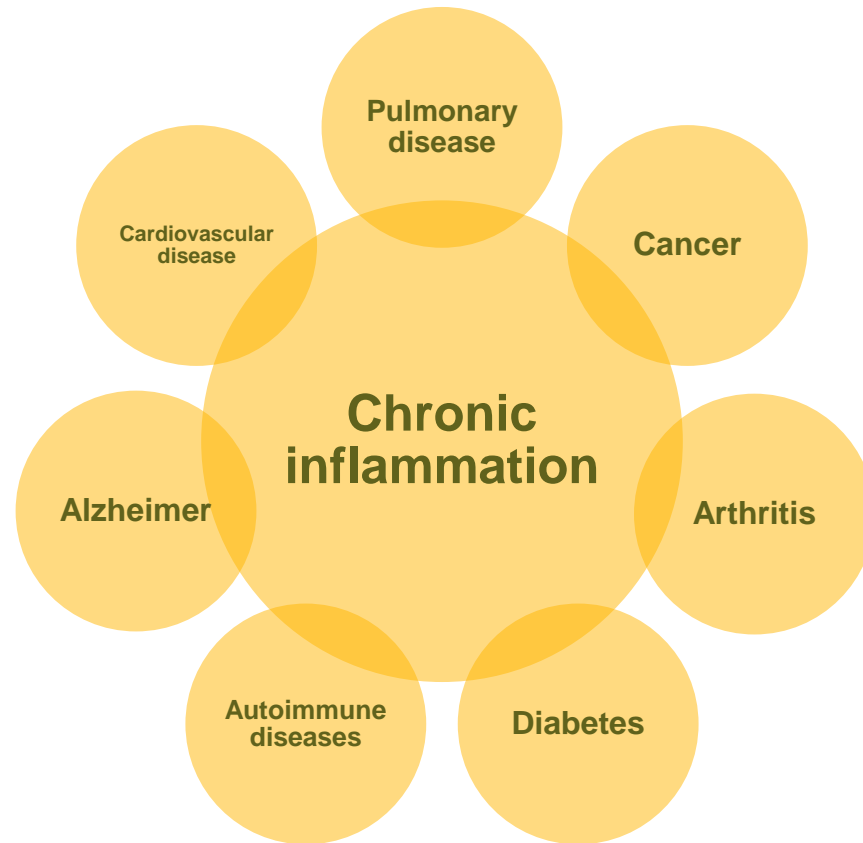 Pulmonary
disease
Cardiovascular
disease
Cancer
Chronic
inflammation
Alzheimer
Arthritis
Autoimmune
diseases
Diabetes